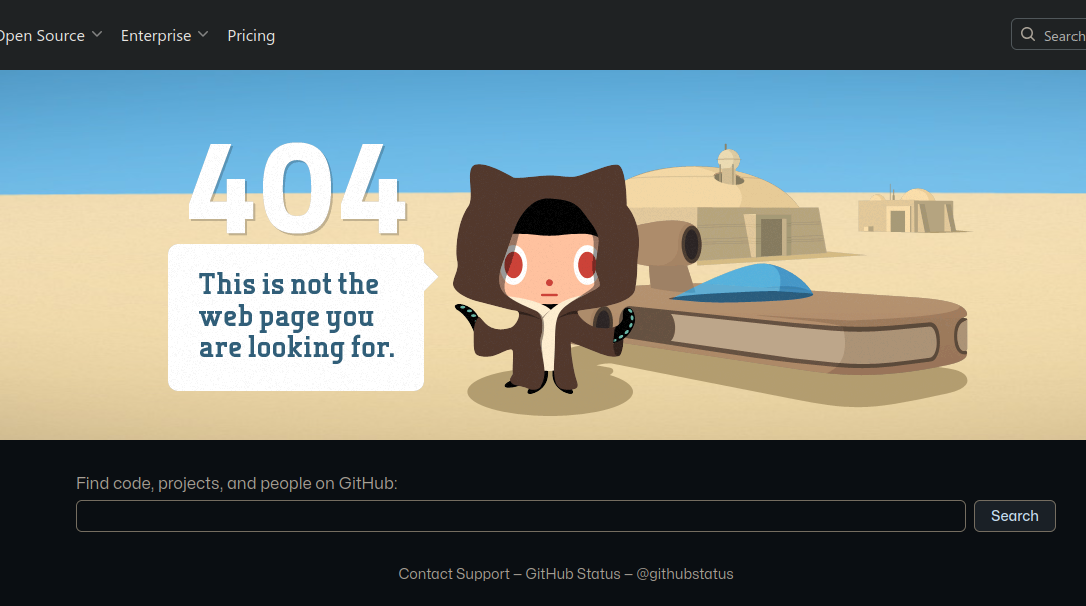 Open Source Enterprise Pricing Search
404
This is not the
web page you
are looking for.
Find code, projects, and people on GitHub:
Search
Contact Support — GitHub Status — @githubstatus